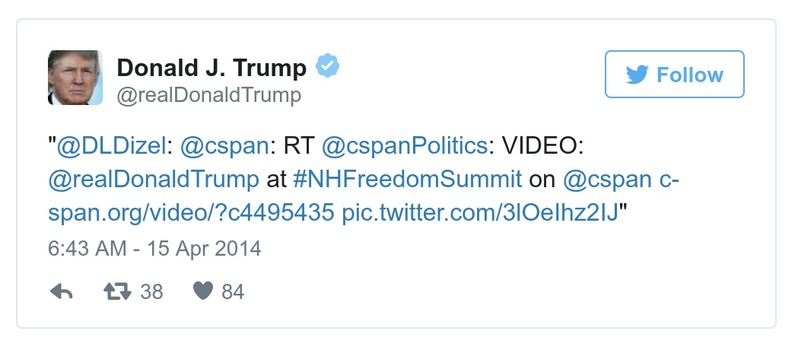 Donald J. Trump
@realDonaldTrump
Follow
"@DLDizel: @cspan: RT @cspanPolitics: VIDEO:
@realDonaldTrump at #NHFreedomSummit on @cspan c-
span.org/video/?c4495435 pic.twitter.com/3lOeIhz2IJ"
6:43 AM - 15 Apr 2014
38 84